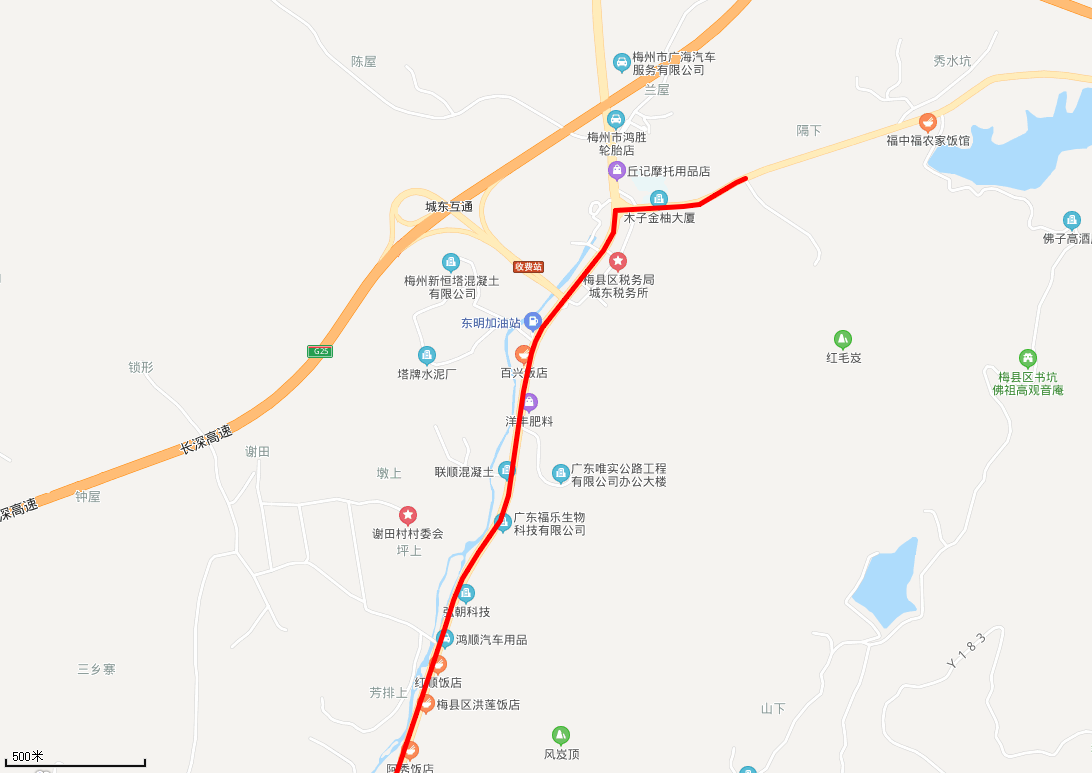 梅州市广海汽车
服务有限公司
陈屋
秀水坑
兰屋
梅州市鸿胜
轮胎店
隔下
福中福农家饭馆
丘记摩托用品店
城东互通
木子金柚大厦
佛子高酒
收费站
梅县区税务局
城东税务所
梅州新恒塔混凝土
有限公司
东明加油站
G25
红毛岌
锁形
塔牌水泥厂
百兴饭店
梅县区书坑
佛祖高观音庵
洋丰肥料
长深高速
谢田
联顺混凝土
墩上
广东唯实公路工程
有限公司办公大楼
钟屋
深高速
广东福乐生物
科技有限公司
谢田村村委会
坪上
强朝科技
鸿顺汽车用品
Y183
三乡寨
红顺饭店
芳排上
梅县区洪莲饭店
山下
风岌顶
500米
阿秀饭店